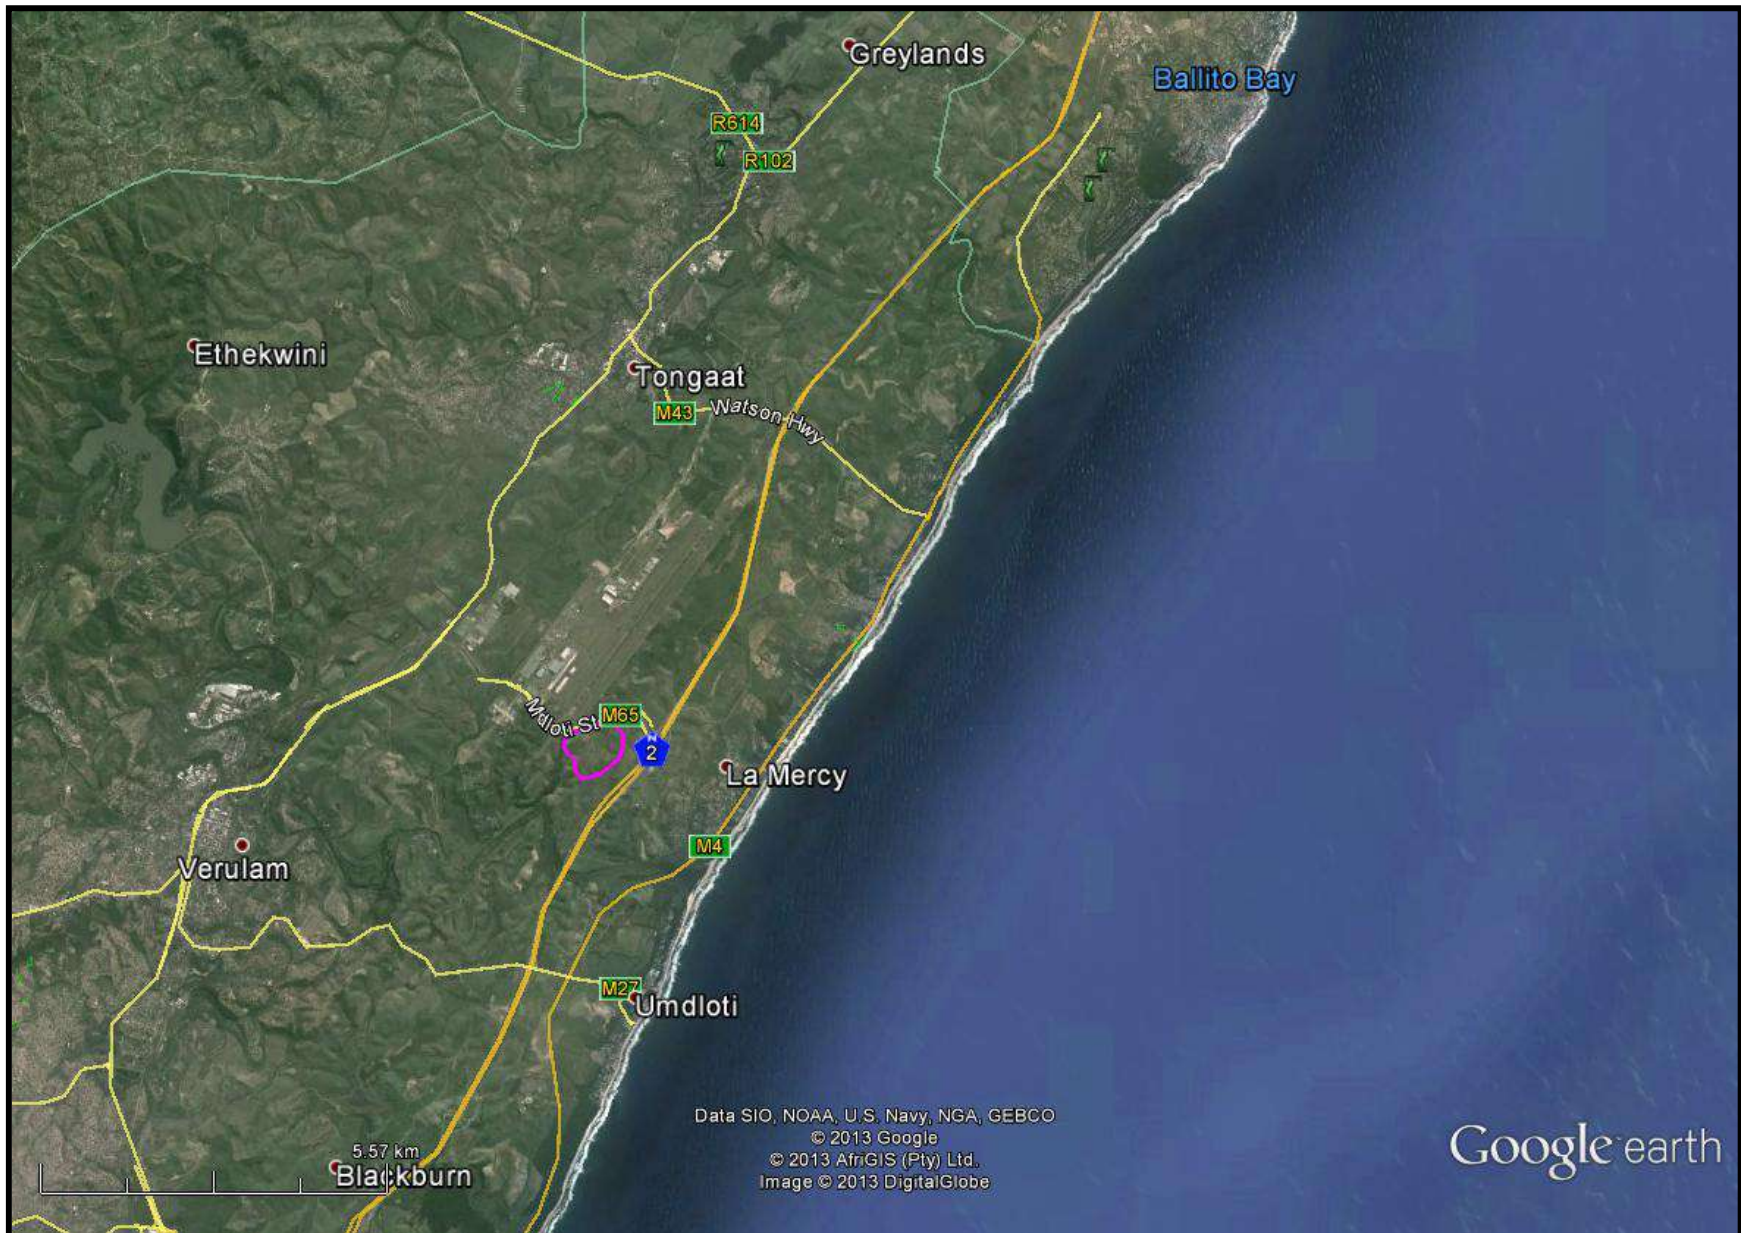 Greylands
Ballito Bay
R614
R102
Ethekwini
Tongaat
M43
Watson Hwy
M65
N
2
La Mercy
M4
Verulam
M27
Umdloti
5.57 km
Blackburn
Data SIO, NOAA, U.S. Navy, NGA, GEBCO
© 2013 Google
© 2013 AfriGIS (Pty) Ltd.
Image © 2013 DigitalGlobe
Google earth